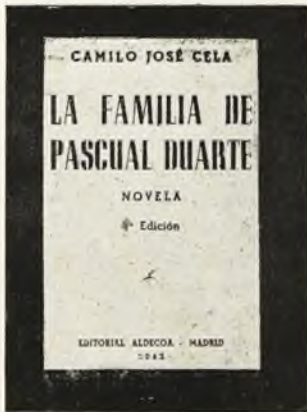 CAMILO JOSÉ CELA
LA FAMILIA DE
PASCUAL DUARTE
NOVELA
Edición
EDITORIAL ALDECOA - MADRID